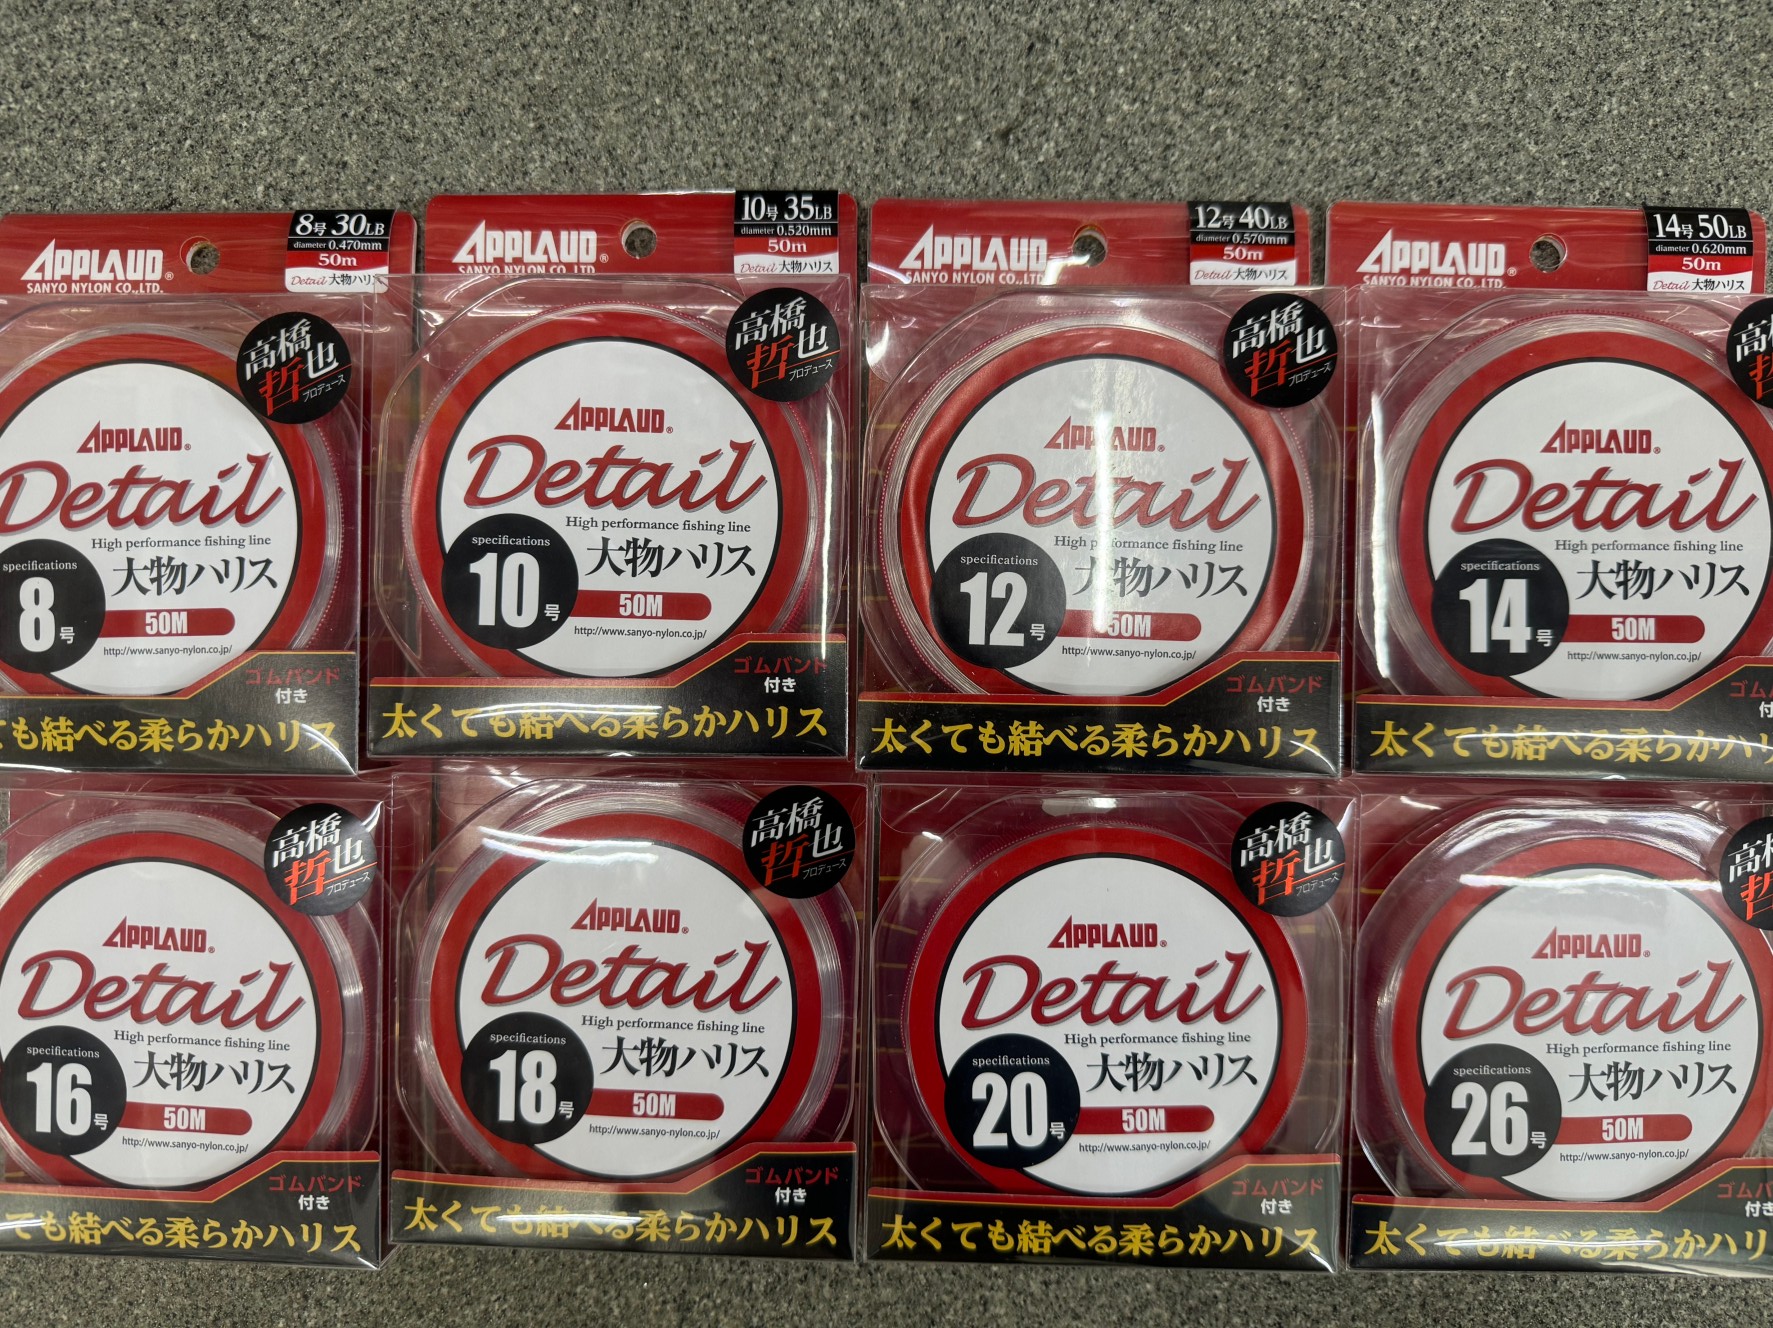 APPLAUD®
SANYO NYLON CO.,LTD.
8号 30LB
diameter 0.470mm
50m
Detail 大物ハリス
高橋
哲也
プロデュース
APPLAUD®
Detail
High performance fishing line
大物ハリス
specifications
8号
50M
http://www.sanyo-nylon.co.jp/
ゴムバンド
付き
ても結べる柔らかハリス
APPLAUD®
SANYO NYLON CO., LTD.
10号 35LB
diameter 0.520mm
50m
Detail 大物ハリス
高橋
哲也
プロデュース
APPLAUD®
Detail
High performance fishing line
大物ハリス
specifications
10号
50M
http://www.sanyo-nylon.co.jp/
ゴムバンド
付き
太くても結べる柔らかハリス
APPLAUD®
SANYO NYLON CO.,LTD.
12号 40LB
diameter 0.570mm
50m
Detail 大物ハリス
高橋
哲也
プロデュース
APPLAUD®
Detail
High performance fishing line
大物ハリス
specifications
12号
50M
http://www.sanyo-nylon.co.jp/
ゴムバンド
付き
太くても結べる柔らかハリス
APPLAUD®
SANYO NYLON CO.,LTD.
14号 50LB
diameter 0.620mm
50m
Detail 大物ハリス
高橋
哲
APPLAUD®
Detail
High performance fishing line
大物ハリス
specifications
14号
50M
http://www.sanyo-nylon.co.jp/
ゴム
付
太くても結べる柔らかハリ
高橋
哲也
プロデュース
APPLAUD®
Detail
High performance fishing line
大物ハリス
specifications
16号
50M
http://www.sanyo-nylon.co.jp/
ゴムバンド
付き
ても結べる柔らかハリス
高橋
哲也
プロデュース
APPLAUD®
Detail
High performance fishing line
大物ハリス
specifications
18号
50M
http://www.sanyo-nylon.co.jp/
ゴムバンド
付き
太くても結べる柔らかハリス
高橋
哲也
プロデュース
APPLAUD®
Detail
High performance fishing line
大物ハリス
specifications
20号
50M
http://www.sanyo-nylon.co.jp/
ゴムバンド
付き
太くても結べる柔らかハリス
高橋
哲
APPLAUD®
Detail
High performance fishing line
大物ハリス
specifications
26号
50M
http://www.sanyo-nylon.co.jp/
ゴムバ
付き
太くても結べる柔らかハリ